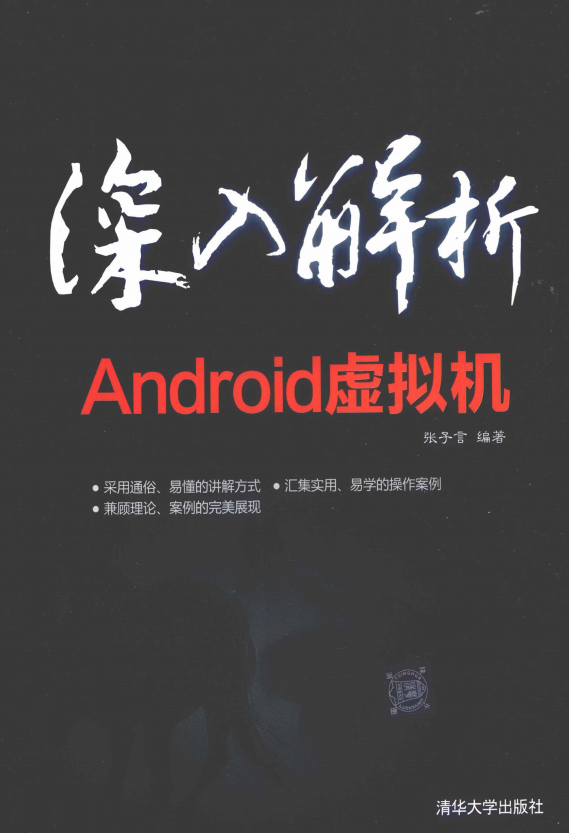 深入解析
Android虚拟机
张子言 编著
● 采用通俗、易懂的讲解方式 ● 汇集实用、易学的操作案例
● 兼顾理论、案例的完美展现
清华大学出版社